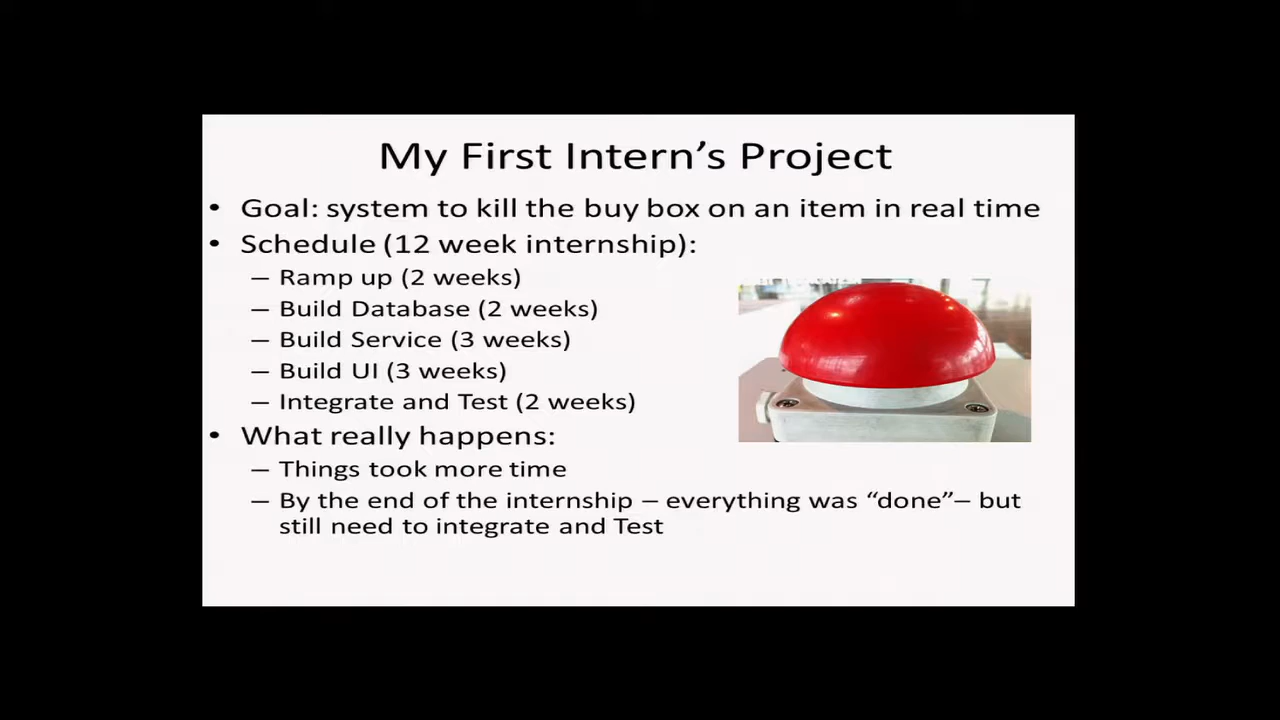 My First Intern's Project
• Goal: system to kill the buy box on an item in real time
• Schedule (12 week internship):
– Ramp up (2 weeks)
– Build Database (2 weeks)
– Build Service (3 weeks)
– Build UI (3 weeks)
– Integrate and Test (2 weeks)
• What really happens:
– Things took more time
– By the end of the internship – everything was “done”– but
still need to integrate and Test